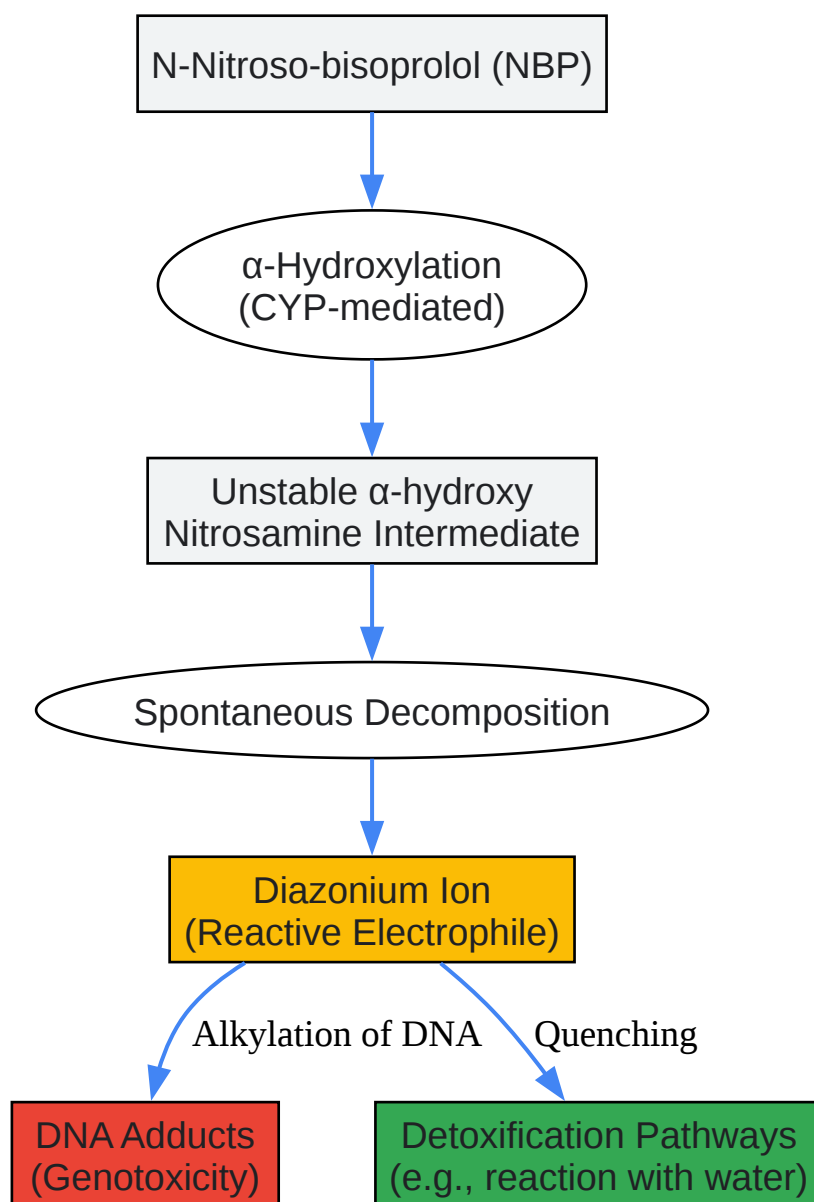 N-Nitroso-bisoprolol (NBP)
α-Hydroxylation
(CYP-mediated)
Unstable α-hydroxy
Nitrosamine Intermediate
Spontaneous Decomposition
Diazonium Ion
(Reactive Electrophile)
Alkylation of DNA
Quenching
DNA Adducts
(Genotoxicity)
Detoxification Pathways
(e.g., reaction with water)